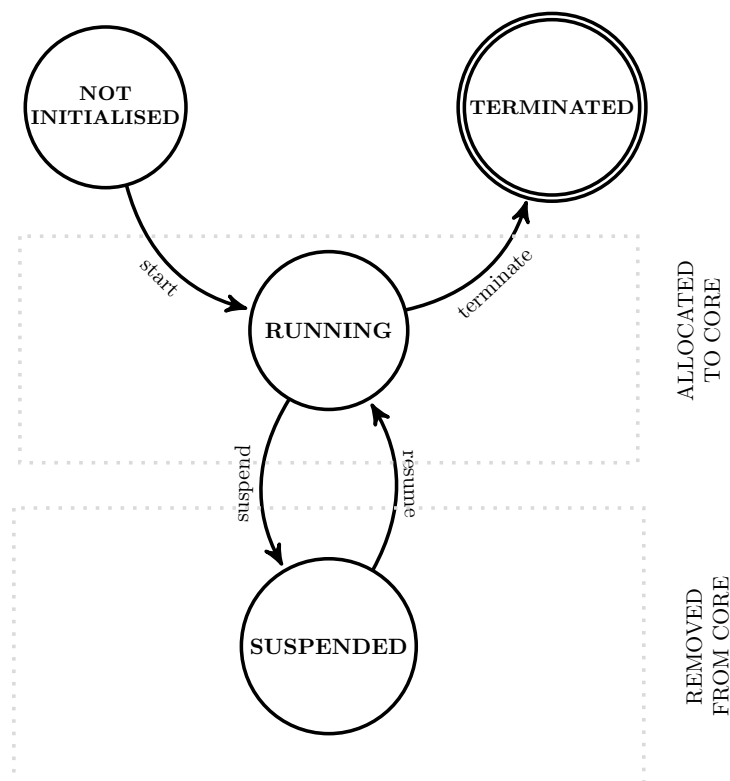 NOT
INITIALISED
TERMINATED
start
terminate
RUNNING
ALLOCATED
TO CORE
suspend
resume
SUSPENDED
REMOVED
FROM CORE